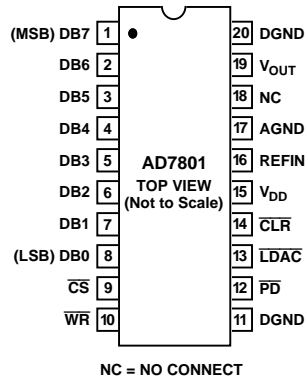 (MSB) DB7 1 20 DGND
DB6 2 19 VOUT
DB5 3 18 NC
DB4 4 17 AGND
DB3 5 AD7801 16 REFIN
DB2 6 TOP VIEW 15 VDD
(Not to Scale)
DB1 7 14 CLR
(LSB) DB0 8 13 LDAC
CS 9 12 PD
WR 10 11 DGND
NC = NO CONNECT